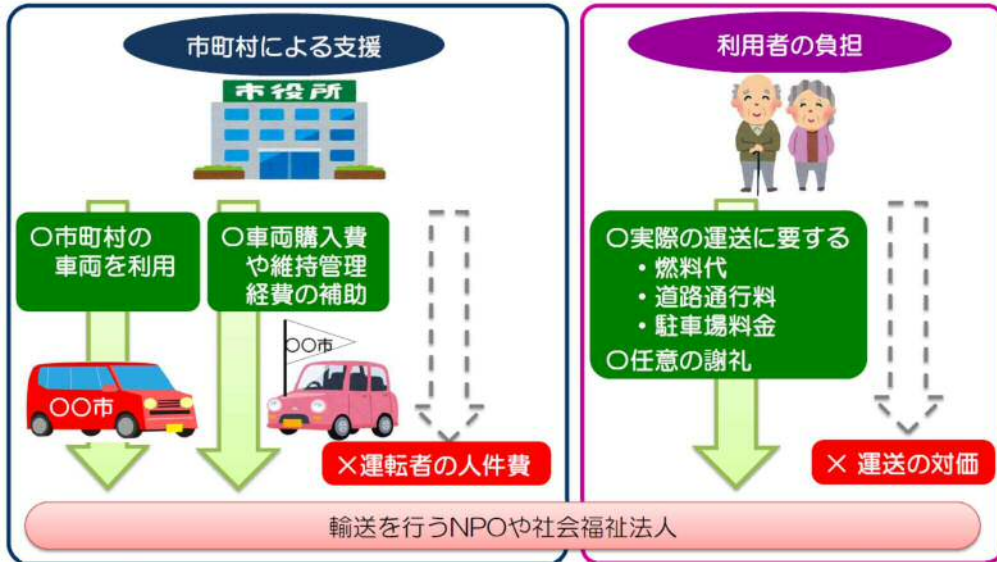 市町村による支援
市役所
○市町村の
車両を利用
○車両購入費
や維持管理
経費の補助
○○市
○○市
×運転者の人件費
利用者の負担
○実際の運送に要する
・燃料代
・道路通行料
・駐車場料金
○任意の謝礼
× 運送の対価
輸送を行うNPOや社会福祉法人